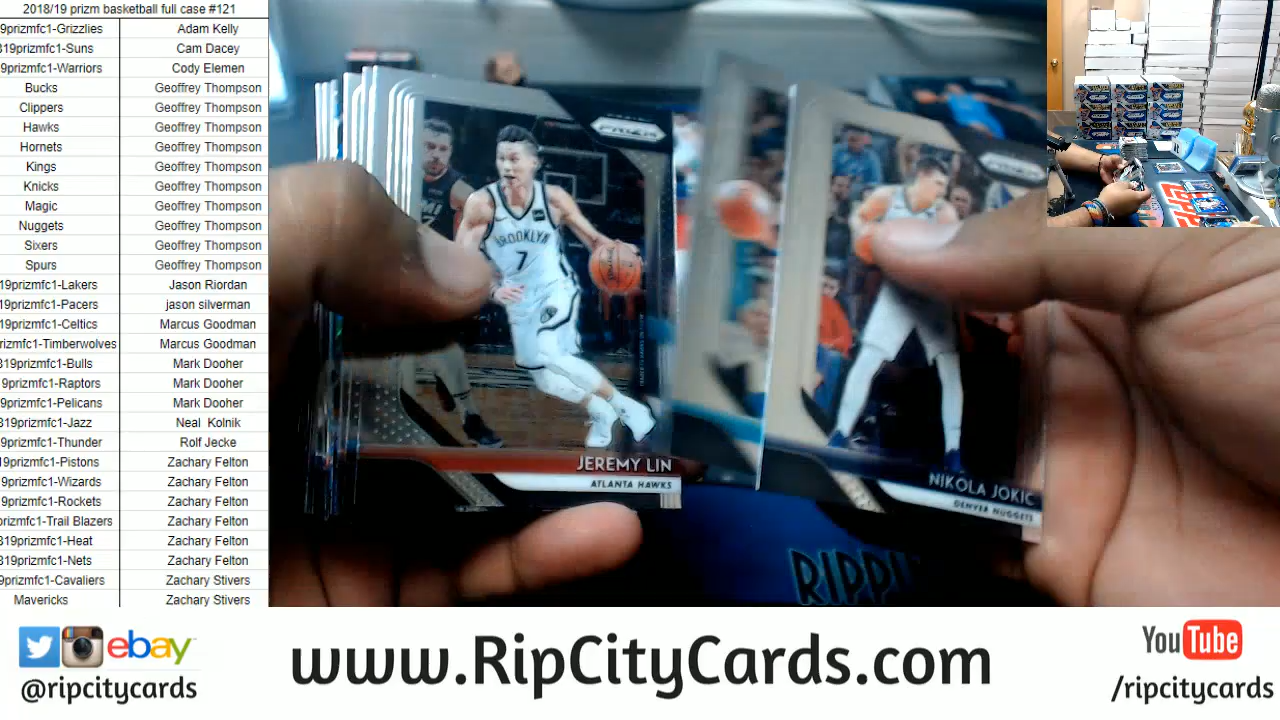 2018/19 prizm basketball full case #121
9prizmfc1-Grizzlies Adam Kelly
319prizmfc1-Suns Cam Dacey
9prizmfc1-Warriors Cody Elemen
Bucks Geoffrey Thompson
Clippers Geoffrey Thompson
Hawks Geoffrey Thompson
Hornets Geoffrey Thompson
Kings Geoffrey Thompson
Knicks Geoffrey Thompson
Magic Geoffrey Thompson
Nuggets Geoffrey Thompson
Sixers Geoffrey Thompson
Spurs Geoffrey Thompson
19prizmfc1-Lakers Jason Riordan
19prizmfc1-Pacers jason silverman
19prizmfc1-Celtics Marcus Goodman
rizmfc1-Timberwolves Marcus Goodman
319prizmfc1-Bulls Mark Dooher
9prizmfc1-Raptors Mark Dooher
9prizmfc1-Pelicans Mark Dooher
319prizmfc1-Jazz Neal Kolnik
9prizmfc1-Thunder Rolf Jecke
19prizmfc1-Pistons Zachary Felton
9prizmfc1-Wizards Zachary Felton
9prizmfc1-Rockets Zachary Felton
prizmfc1-Trail Blazers Zachary Felton
319prizmfc1-Heat Zachary Felton
319prizmfc1-Nets Zachary Felton
9prizmfc1-Cavaliers Zachary Stivers
Mavericks Zachary Stivers
PRIZM
BROOKLYN
7
JEREMY LIN
ATLANTA HAWKS
PRIZM
NIKOLA JOKIC
DENVER NUGGETS
RIPPI
ebay
@ripcitycards
www.RipCityCards.com
YouTube
/ripcitycards